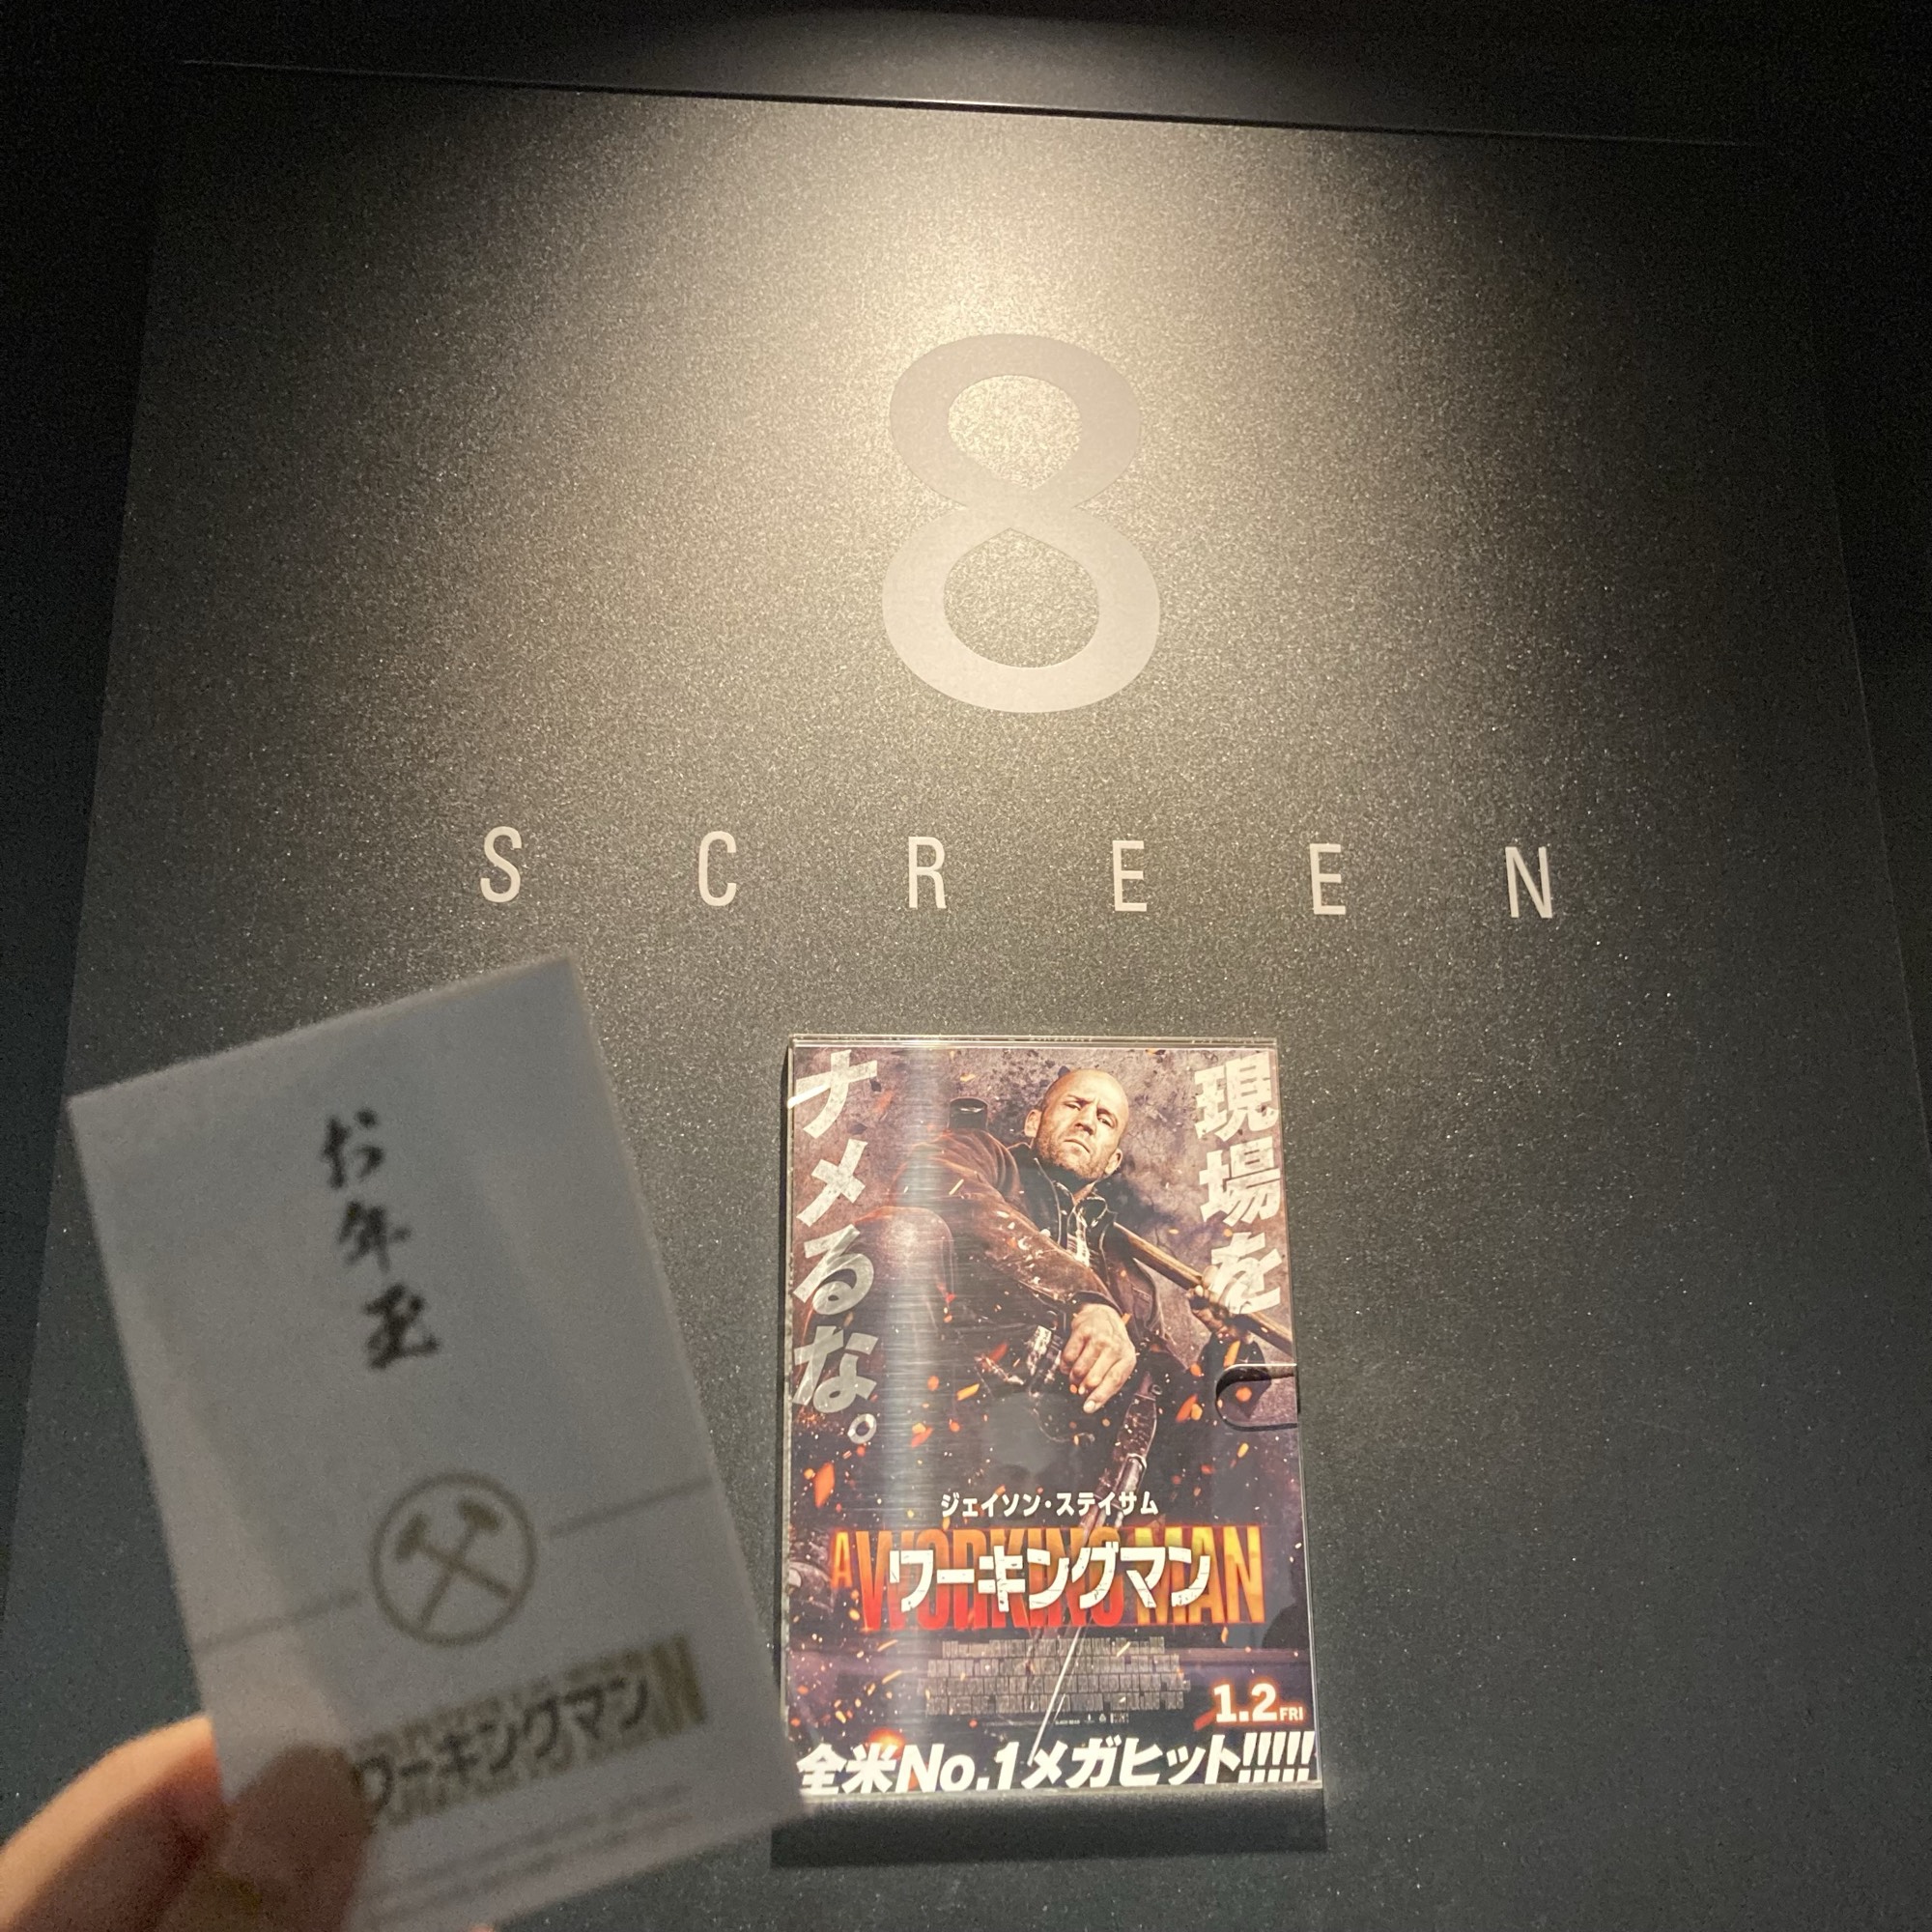 8
SCREEN
お年玉
ワーキングマン
現場を
ナメるな。
ジェイソン・ステイサム
A WORKING MAN
ワーキングマン
1.2 FRI
全米No.1メガヒット!!!!!